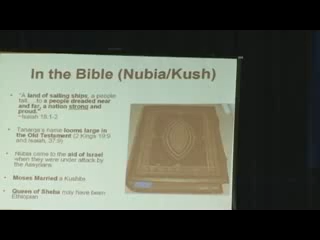 In the Bible (Nubia/Kush)
"A land of sailing ships, a people
tall, ... to a people dreaded near
and far, a nation strong and
proud."
~Isaiah 18:1-2
Taharqa's name looms large in
the Old Testament (2 Kings 19:9
and Isaiah, 37:9)
Nubia came to the aid of Israel
when they were under attack by
the Assyrians.
Moses Married a Kushite
Queen of Sheba may have been
Ethiopian